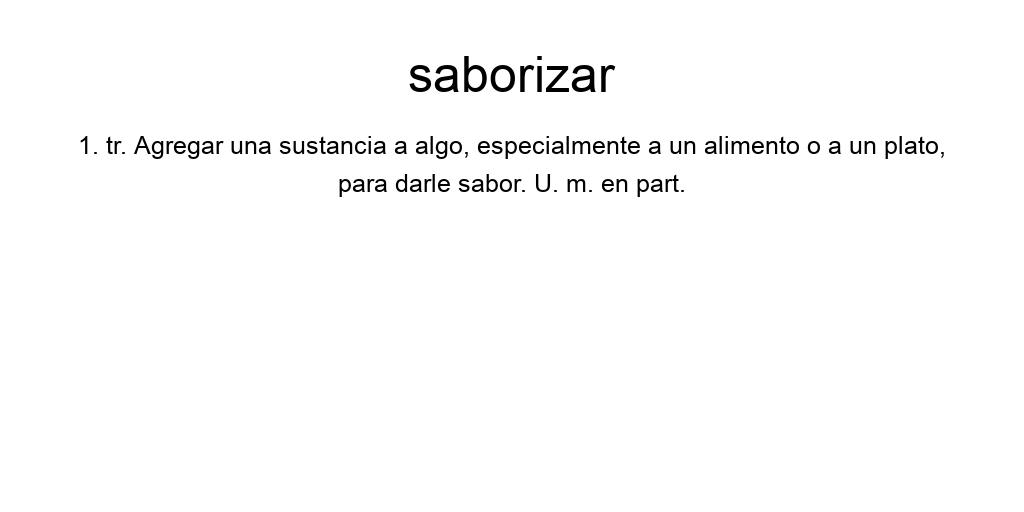 saborizar
1. tr. Agregar una sustancia a algo, especialmente a un alimento o a un plato,
para darle sabor. U. m. en part.